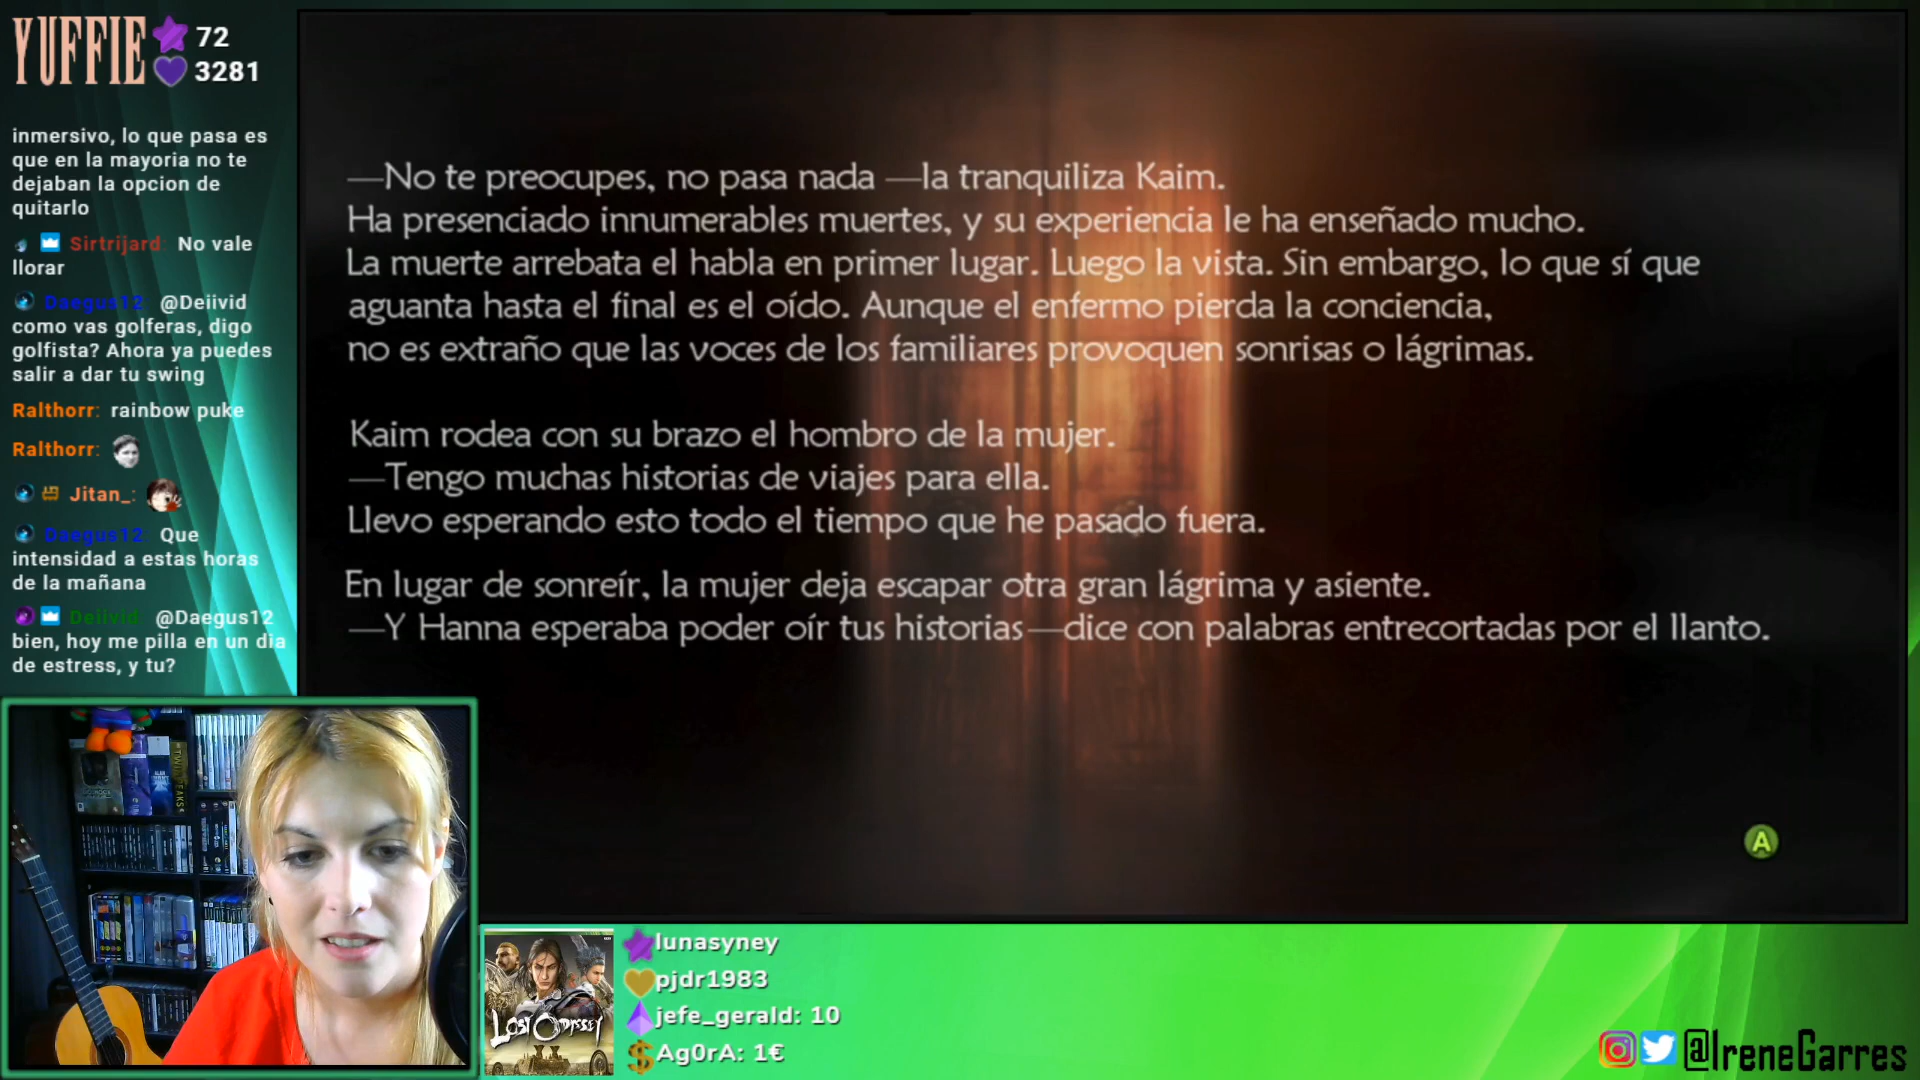 YUFFIE
72
3281
inmersivo, lo que pasa es
que en la mayoria no te
dejaban la opcion de
quitarlo
Sirtrijard: No vale
llorar
Daegus12 @Deiivid
como vas golferas, digo
golfista? Ahora ya puedes
salir a dar tu swing
Ralthorr: rainbow puke
Ralthorr:
Jitan_:
Daegus12 Que
intensidad a estas horas
de la mañana
Deiivid @Daegus12
bien, hoy me pilla en un dia
de estress, y tu?
—No te preocupes, no pasa nada —la tranquiliza Kaim.
Ha presenciado innumerables muertes, y su experiencia le ha enseñado mucho.
La muerte arrebata el habla en primer lugar. Luego la vista. Sin embargo, lo que sí que
aguanta hasta el final es el oído. Aunque el enfermo pierda la conciencia,
no es extraño que las voces de los familiares provoquen sonrisas o lágrimas.
Kaim rodea con su brazo el hombro de la mujer.
—Tengo muchas historias de viajes para ella.
Llevo esperando esto todo el tiempo que he pasado fuera.
En lugar de sonreír, la mujer deja escapar otra gran lágrima y asiente.
—Y Hanna esperaba poder oír tus historias —dice con palabras entrecortadas por el llanto.
A
TWIN PEAKS
LOST ODYSSEY
lunasyney
pjdr1983
jefe_gerald: 10
Ag0rA: 1€
@IreneGarres